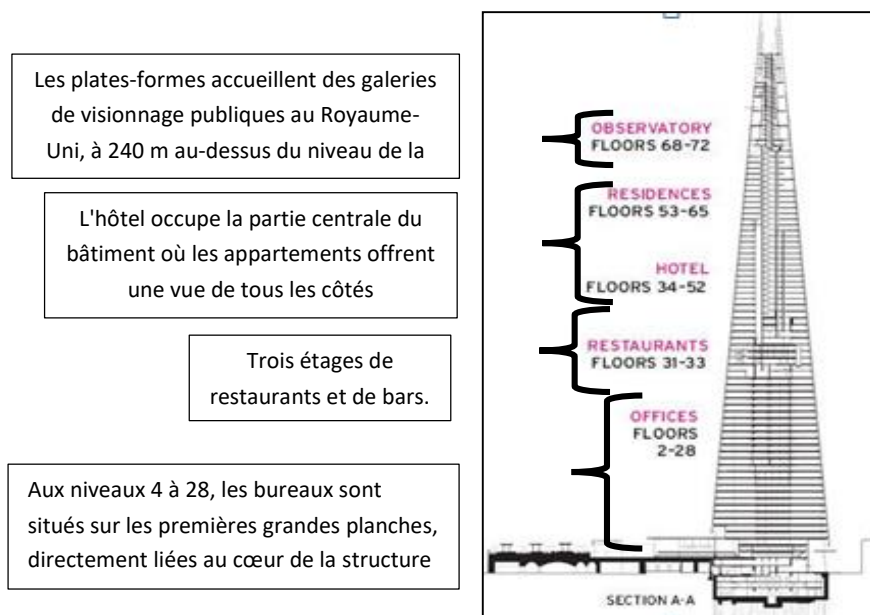 Les plates-formes accueillent des galeries
de visionnage publiques au Royaume-
Uni, à 240 m au-dessus du niveau de la
L'hôtel occupe la partie centrale du
bâtiment où les appartements offrent
une vue de tous les côtés
Trois étages de
restaurants et de bars.
Aux niveaux 4 à 28, les bureaux sont
situés sur les premières grandes planches,
directement liées au cœur de la structure
OBSERVATORY
FLOORS 68-72
RESIDENCES
FLOORS 53-65
HOTEL
FLOORS 34-52
RESTAURANTS
FLOORS 31-33
OFFICES
FLOORS
2-28
SECTION A-A